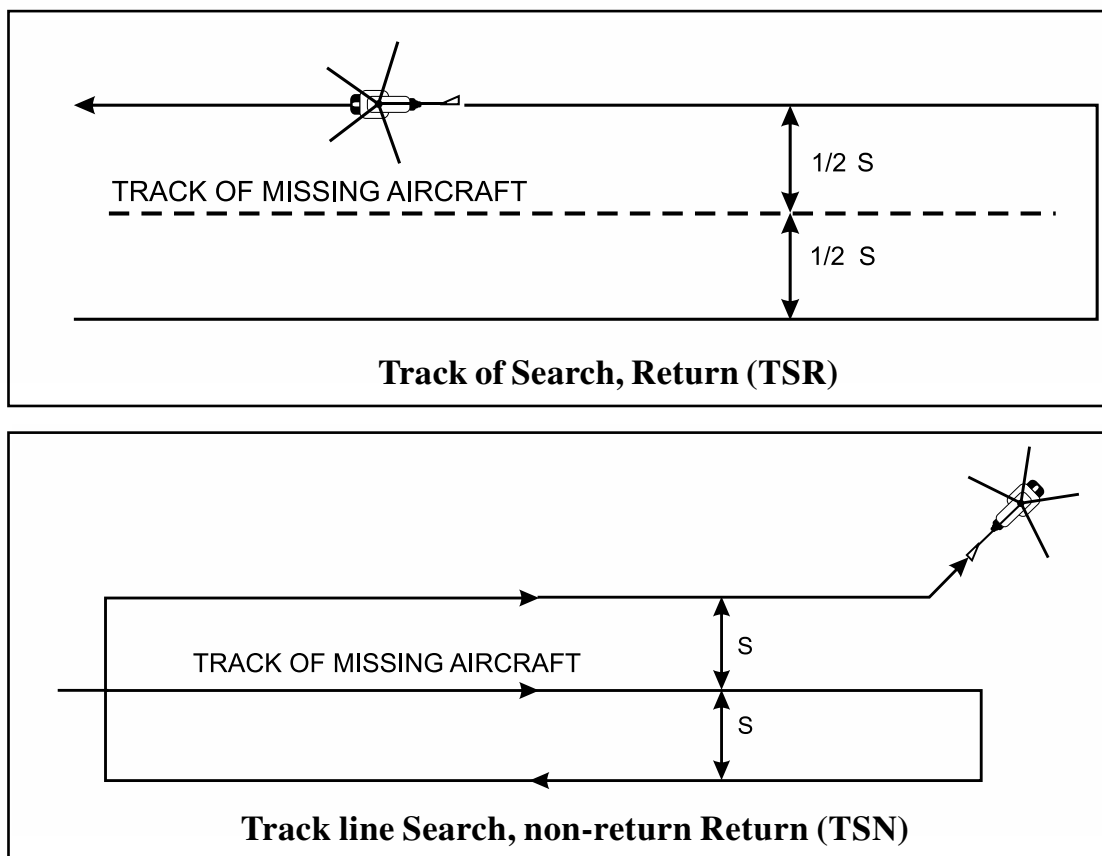 TRACK OF MISSING AIRCRAFT
1/2 S
1/2 S
Track of Search, Return (TSR)
TRACK OF MISSING AIRCRAFT
S
S
Track line Search, non-return Return (TSN)